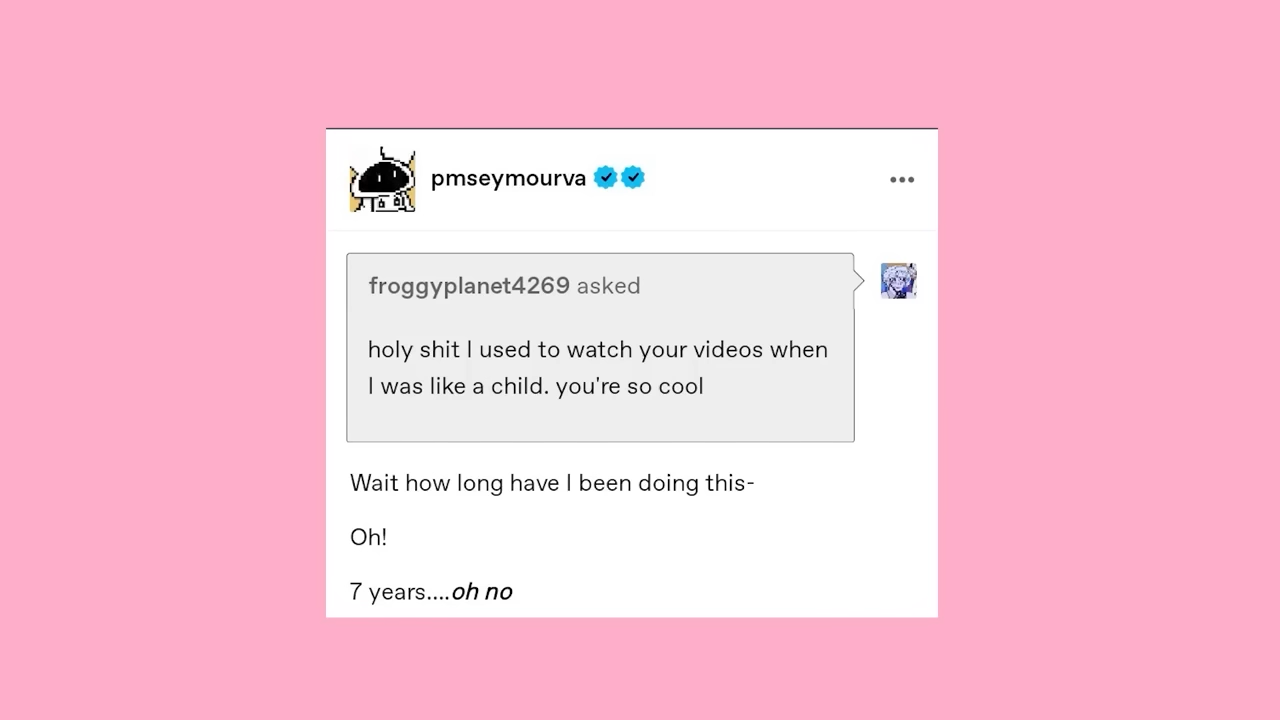 pmseymourva
froggyplanet4269 asked
holy shit I used to watch your videos when
I was like a child. you're so cool
Wait how long have I been doing this-
Oh!
7 years....oh no